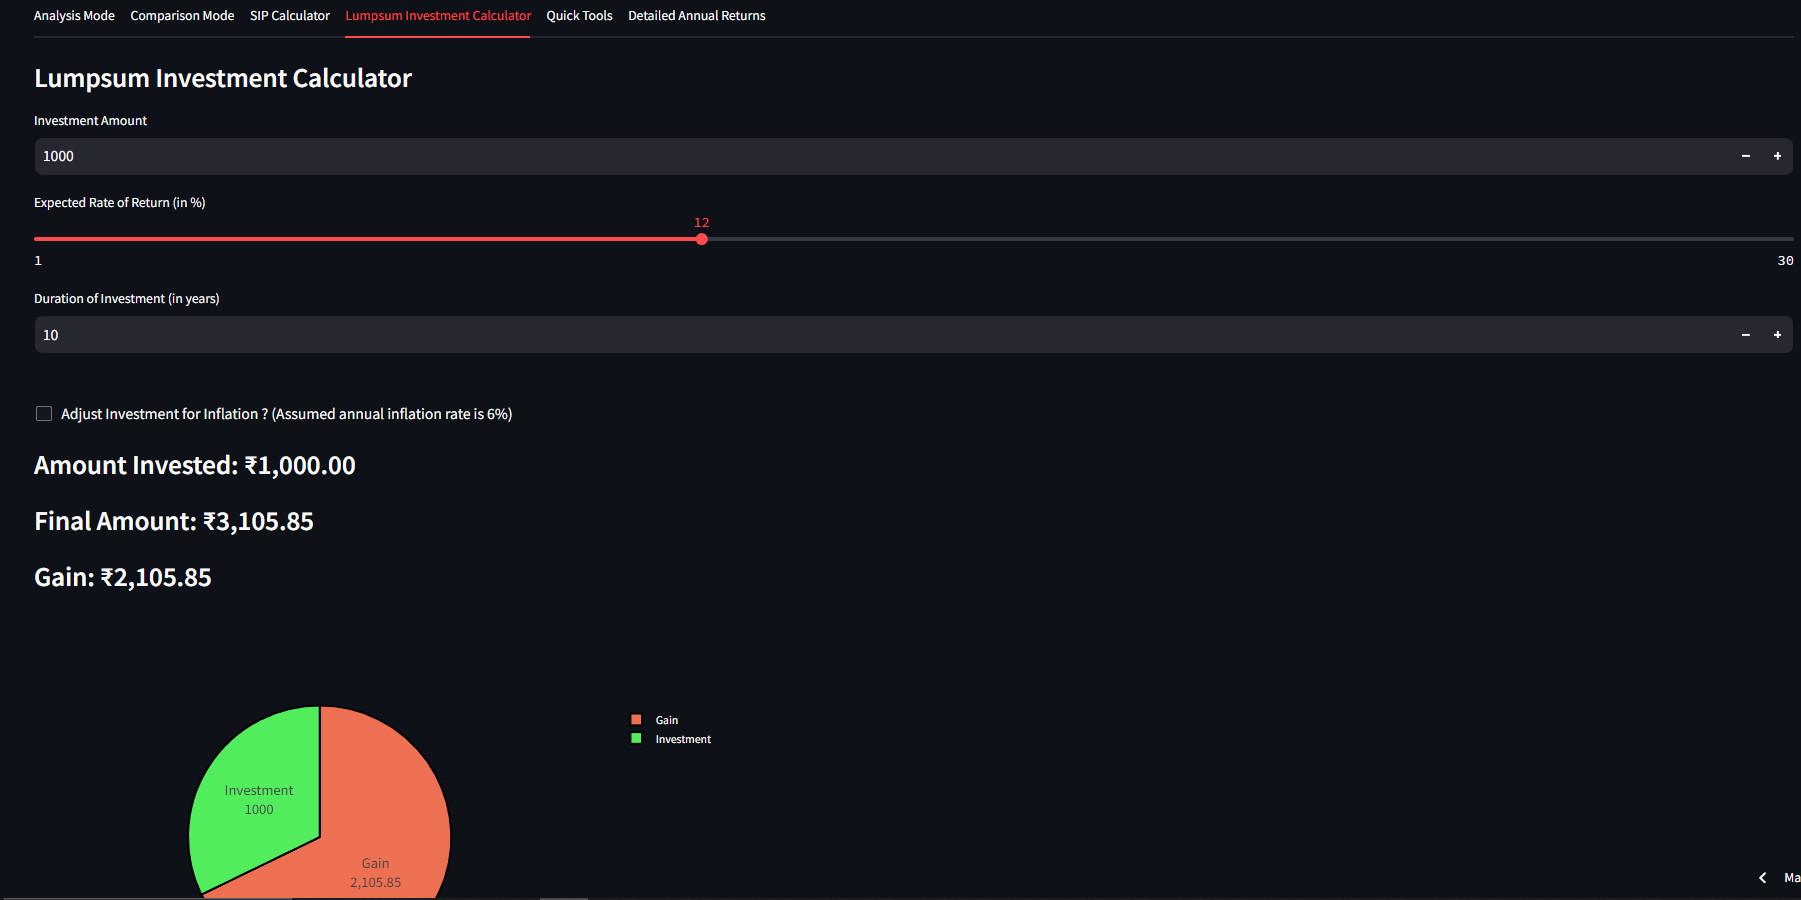 Analysis Mode Comparison Mode SIP Calculator Lumpsum Investment Calculator Quick Tools Detailed Annual Returns
Lumpsum Investment Calculator
Investment Amount
1000 − +
Expected Rate of Return (in %)
12
1 30
Duration of Investment (in years)
10 − +
Adjust Investment for Inflation ? (Assumed annual inflation rate is 6%)
Amount Invested: ₹1,000.00
Final Amount: ₹3,105.85
Gain: ₹2,105.85
Gain
Investment
Investment
1000
Gain
2,105.85
Ma